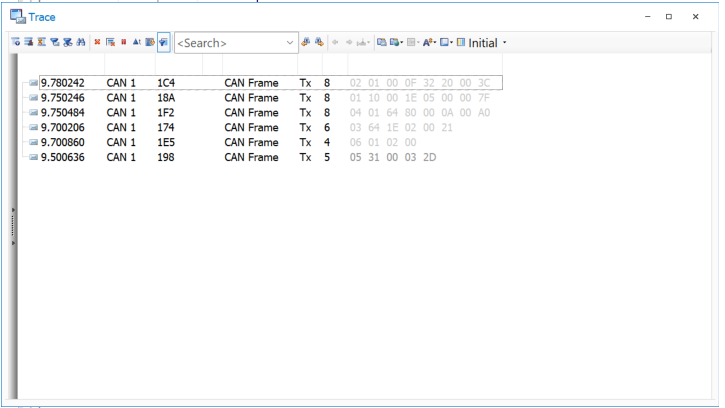 Trace
<Search> Initial
9.780242 CAN 1 1C4 CAN Frame Tx 8 02 01 00 0F 32 20 00 3C
9.750246 CAN 1 18A CAN Frame Tx 8 01 10 00 1E 05 00 00 7F
9.750484 CAN 1 1F2 CAN Frame Tx 8 04 01 64 80 00 0A 00 A0
9.700206 CAN 1 174 CAN Frame Tx 6 03 64 1E 02 00 21
9.700860 CAN 1 1E5 CAN Frame Tx 4 06 01 02 00
9.500636 CAN 1 198 CAN Frame Tx 5 05 31 00 03 2D